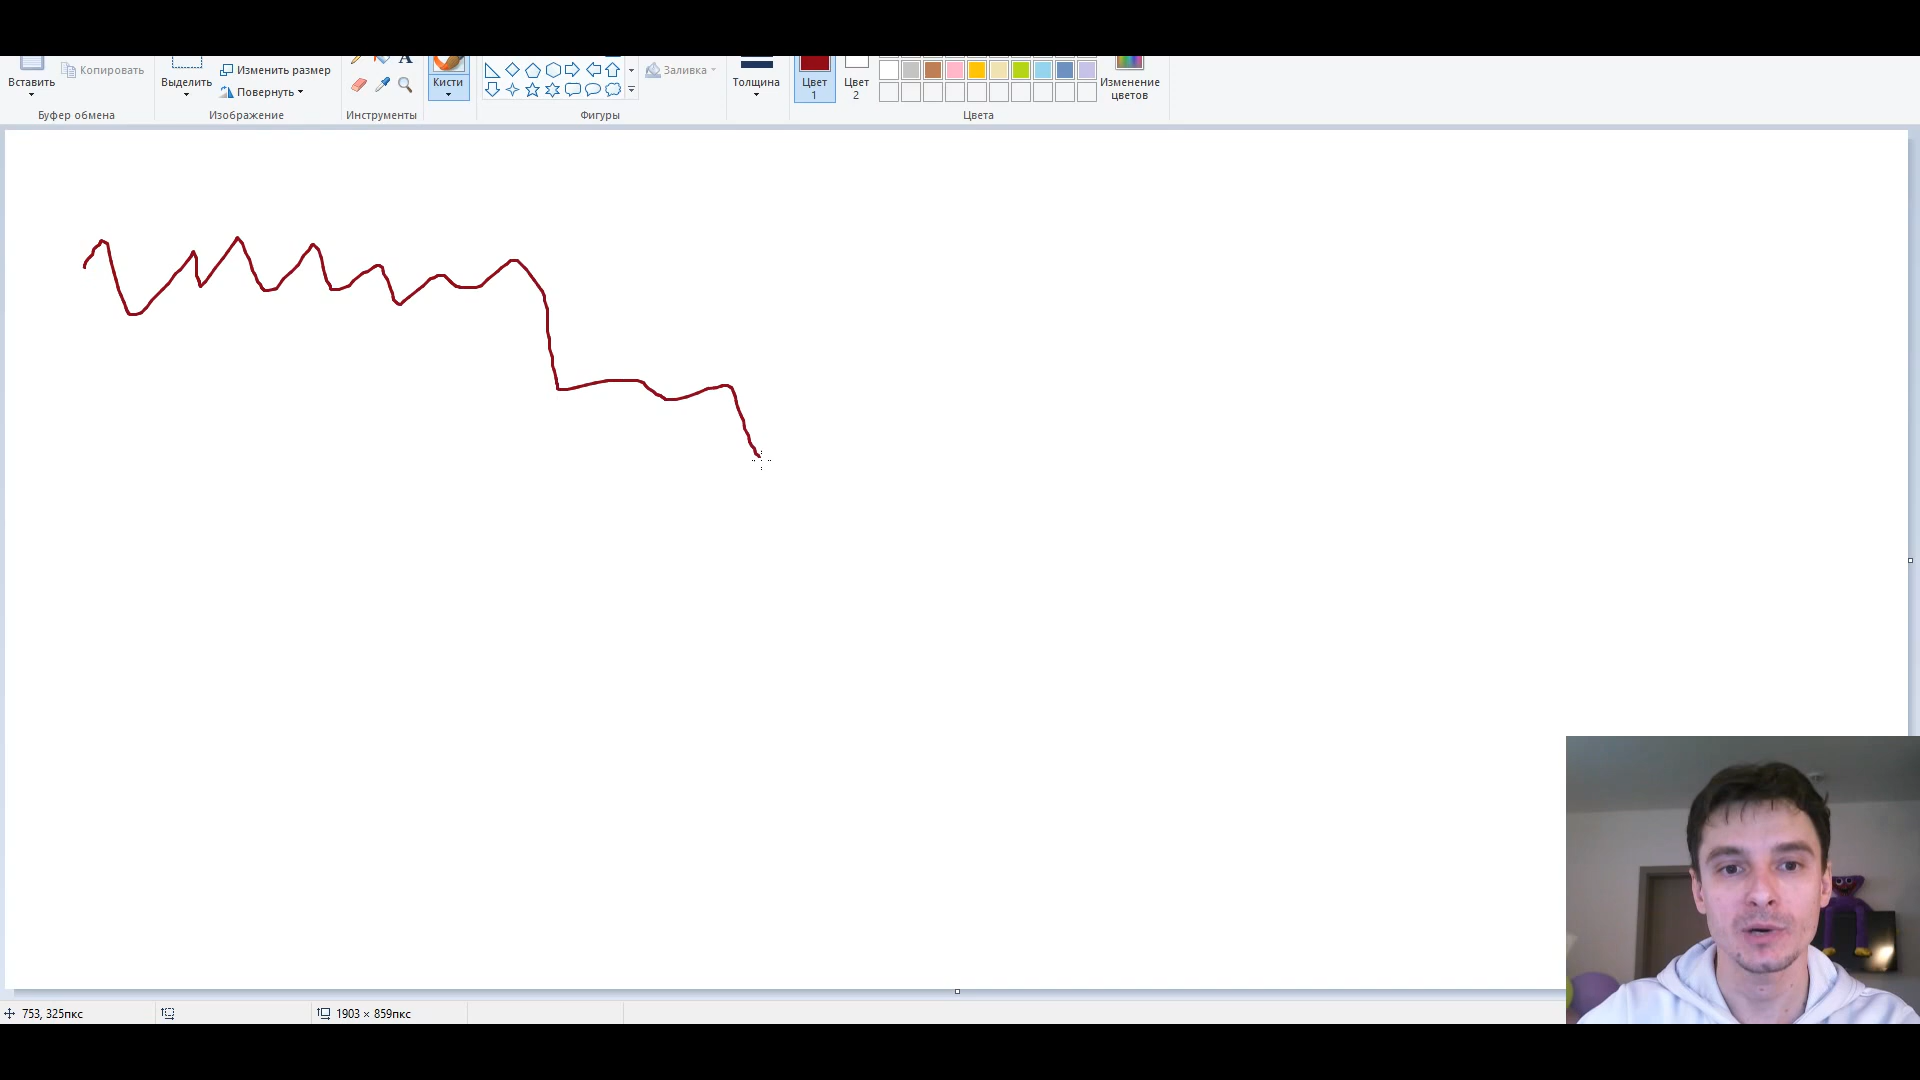 Вставить
Копировать
Буфер обмена
Выделить
Изменить размер
Повернуть
Изображение
A
Инструменты
Кисти
Фигуры
Заливка
Толщина
Цвет
1
Цвет
2
Изменение
цветов
Цвета
753, 325пкс
1903 × 859пкс